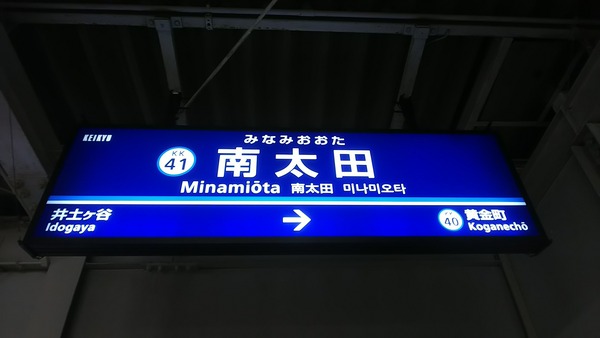 KEIKYU
みなみおおた
KK
41
南太田
Minamiōta 南太田 미나미오타
井土ヶ谷
Idogaya
→
KK
40
黄金町
Koganechō